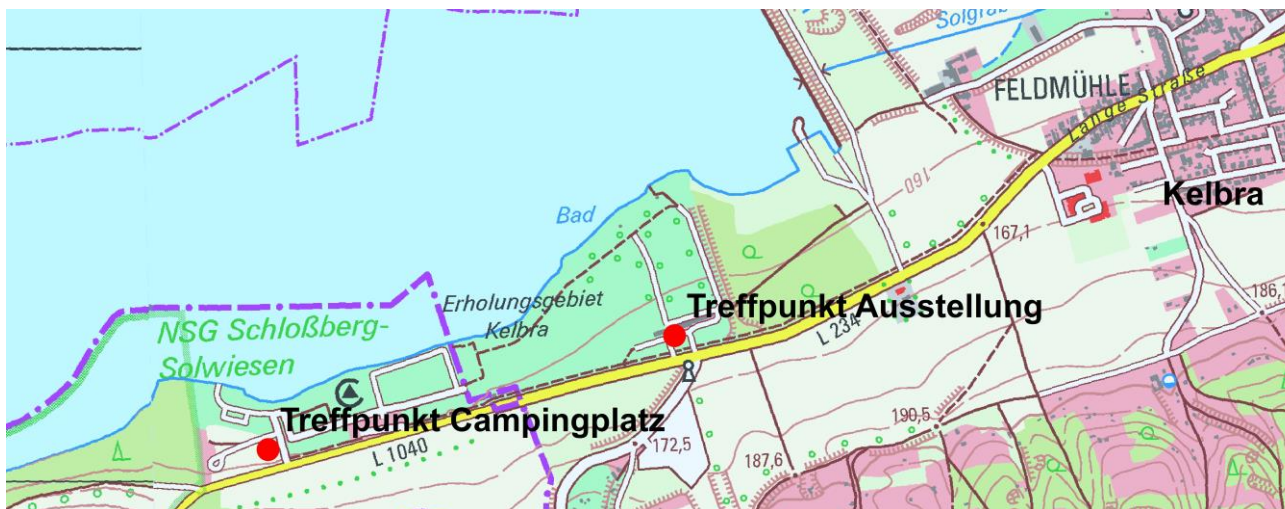 Solgrab
FELDMÜHLE
Lange Straße
160
Kelbra
Bad
167,1
186,1
Erholungsgebiet
Kelbra
Treffpunkt Ausstellung
L 234
NSG Schloßberg-
Solwiesen
Treffpunkt Campingplatz
L 1040
172,5
190,5
187,6